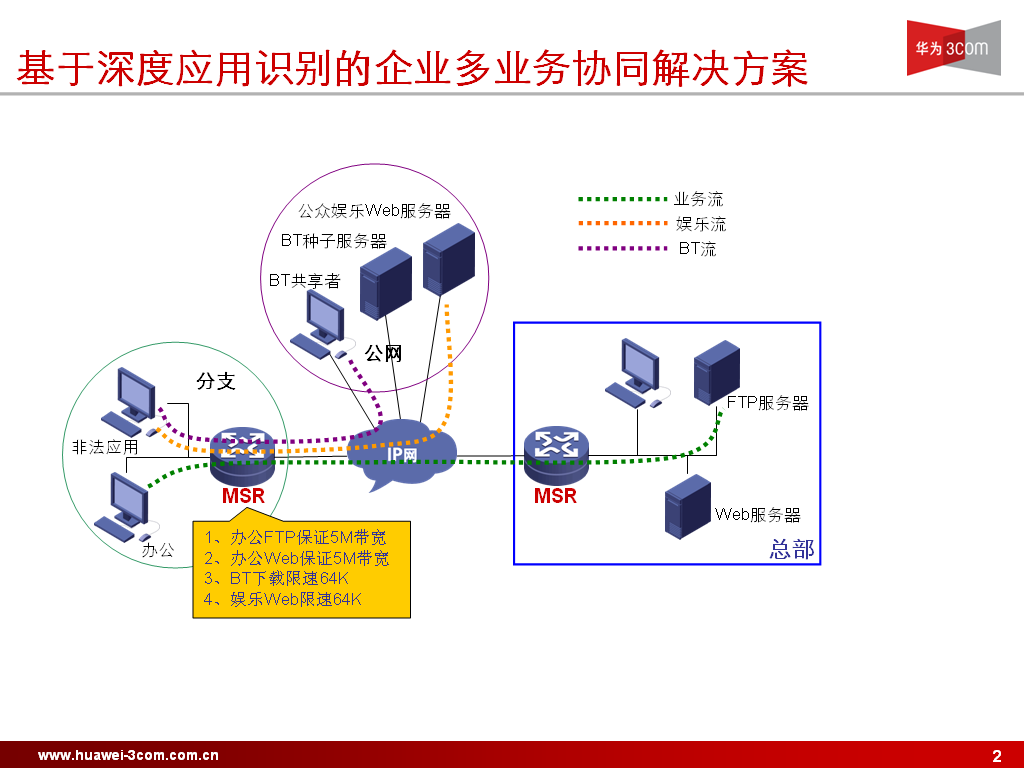 基于深度应用识别的企业多业务协同解决方案
华为 3COM
公众娱乐Web服务器
BT种子服务器
BT共享者
公网
业务流
娱乐流
BT流
分支
非法应用
办公
MSR
IP网
MSR
FTP服务器
Web服务器
总部
1、办公FTP保证5M带宽
2、办公Web保证5M带宽
3、BT下载限速64K
4、娱乐Web限速64K
www.huawei-3com.com.cn
2